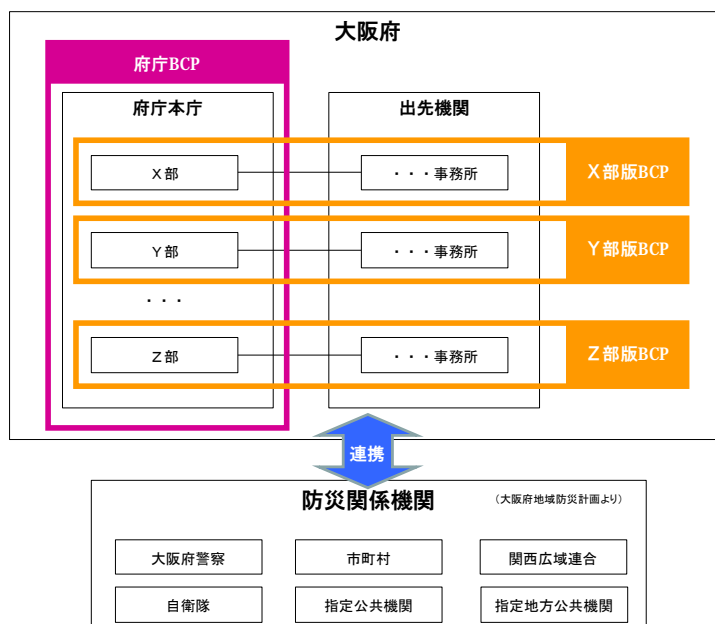 大阪府
府庁BCP
府庁本庁
出先機関
X部
・・・事務所
X部版BCP
Y部
・・・事務所
Y部版BCP
・・・
Z部
・・・事務所
Z部版BCP
連携
防災関係機関
(大阪府地域防災計画より)
大阪府警察
市町村
関西広域連合
自衛隊
指定公共機関
指定地方公共機関